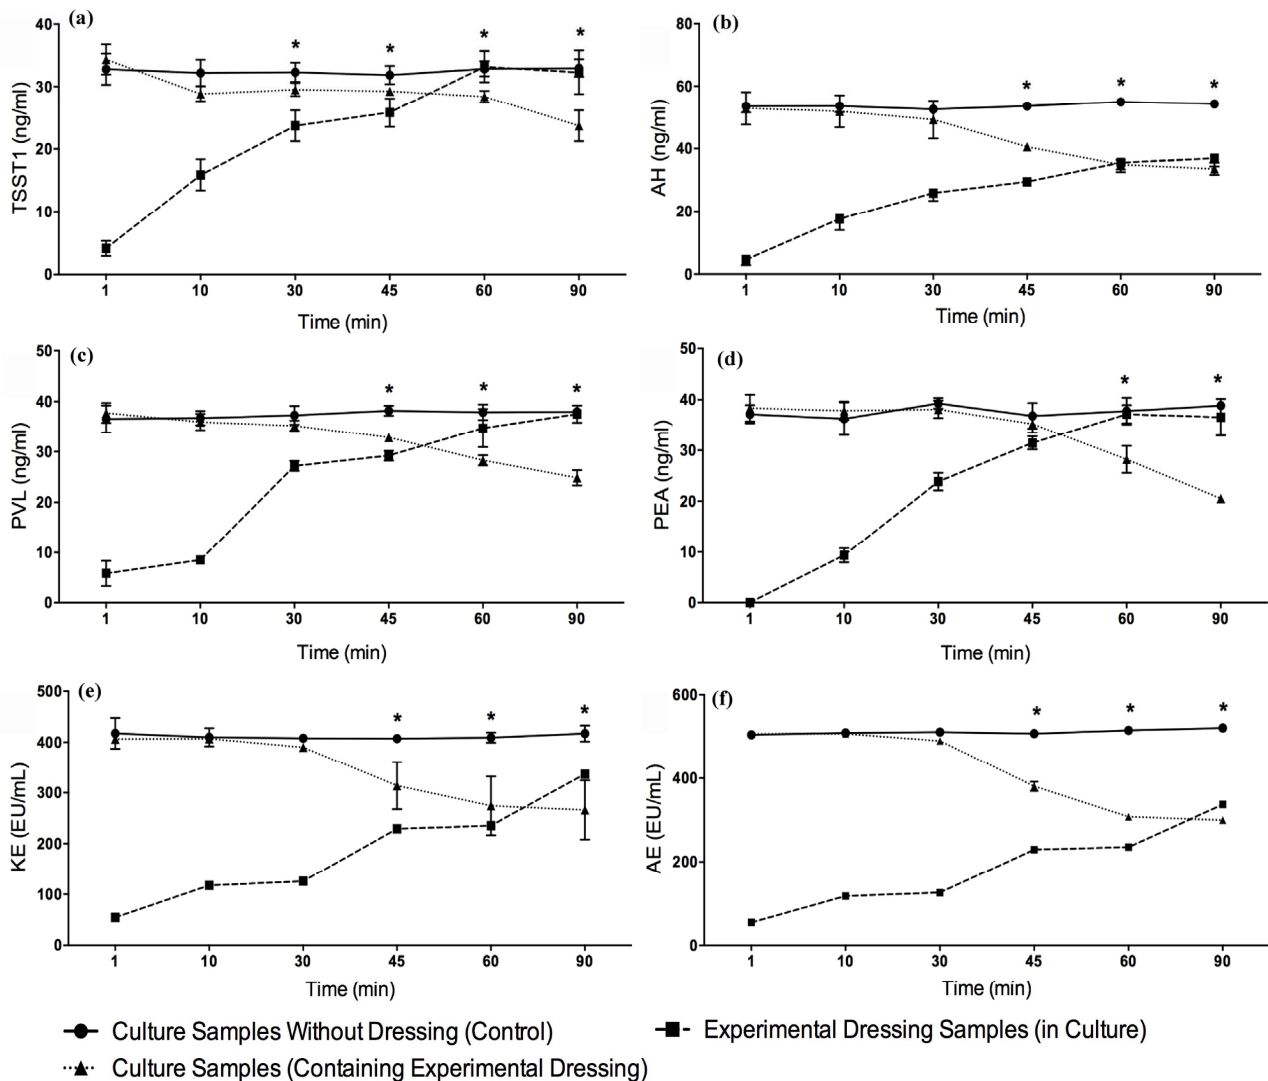 (a)
TSST1 (ng/ml)
40
30
20
10
0
* * * *
1 10 30 45 60 90
Time (min)
(b)
AH (ng/ml)
80
60
40
20
0
* * *
1 10 30 45 60 90
Time (min)
(c)
PVL (ng/ml)
50
40
30
20
10
0
* * *
1 10 30 45 60 90
Time (min)
(d)
PEA (ng/ml)
50
40
30
20
10
0
* *
1 10 30 45 60 90
Time (min)
(e)
KE (EU/mL)
500
400
300
200
100
0
* * *
1 10 30 45 60 90
Time (min)
(f)
AE (EU/mL)
600
400
200
0
* * *
1 10 30 45 60 90
Time (min)
Culture Samples Without Dressing (Control)
Experimental Dressing Samples (in Culture)
Culture Samples (Containing Experimental Dressing)